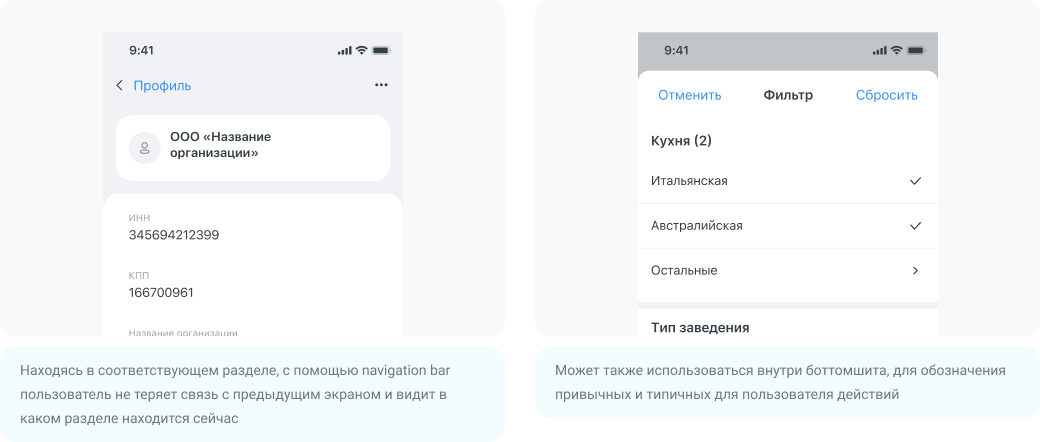 9:41
Профиль
ООО «Название
организации»
ИНН
345694212399
КПП
166700961
Название организации
Находясь в соответствующем разделе, с помощью navigation bar
пользователь не теряет связь с предыдущим экраном и видит в
каком разделе находится сейчас
9:41
Отменить Фильтр Сбросить
Кухня (2)
Итальянская
Австралийская
Остальные
Тип заведения
Может также использоваться внутри боттомшита, для обозначения
привычных и типичных для пользователя действий